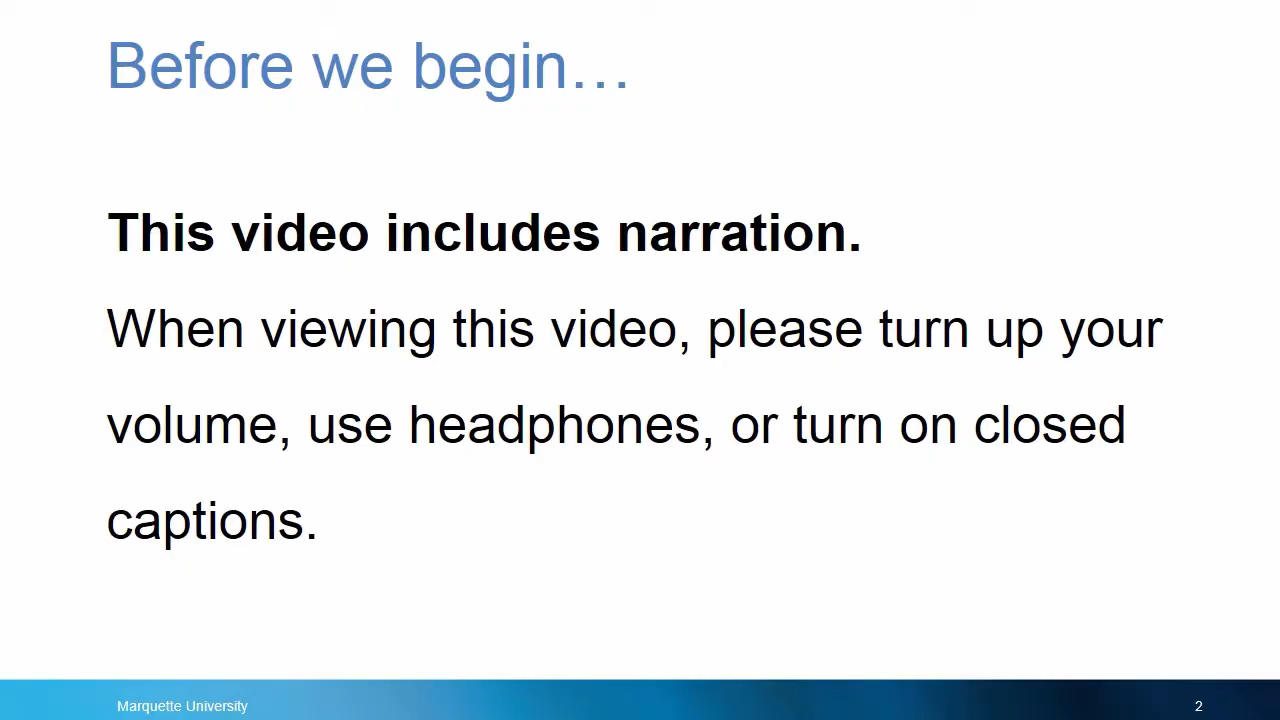 Before we begin…
This video includes narration.
When viewing this video, please turn up your
volume, use headphones, or turn on closed
captions.
Marquette University
2